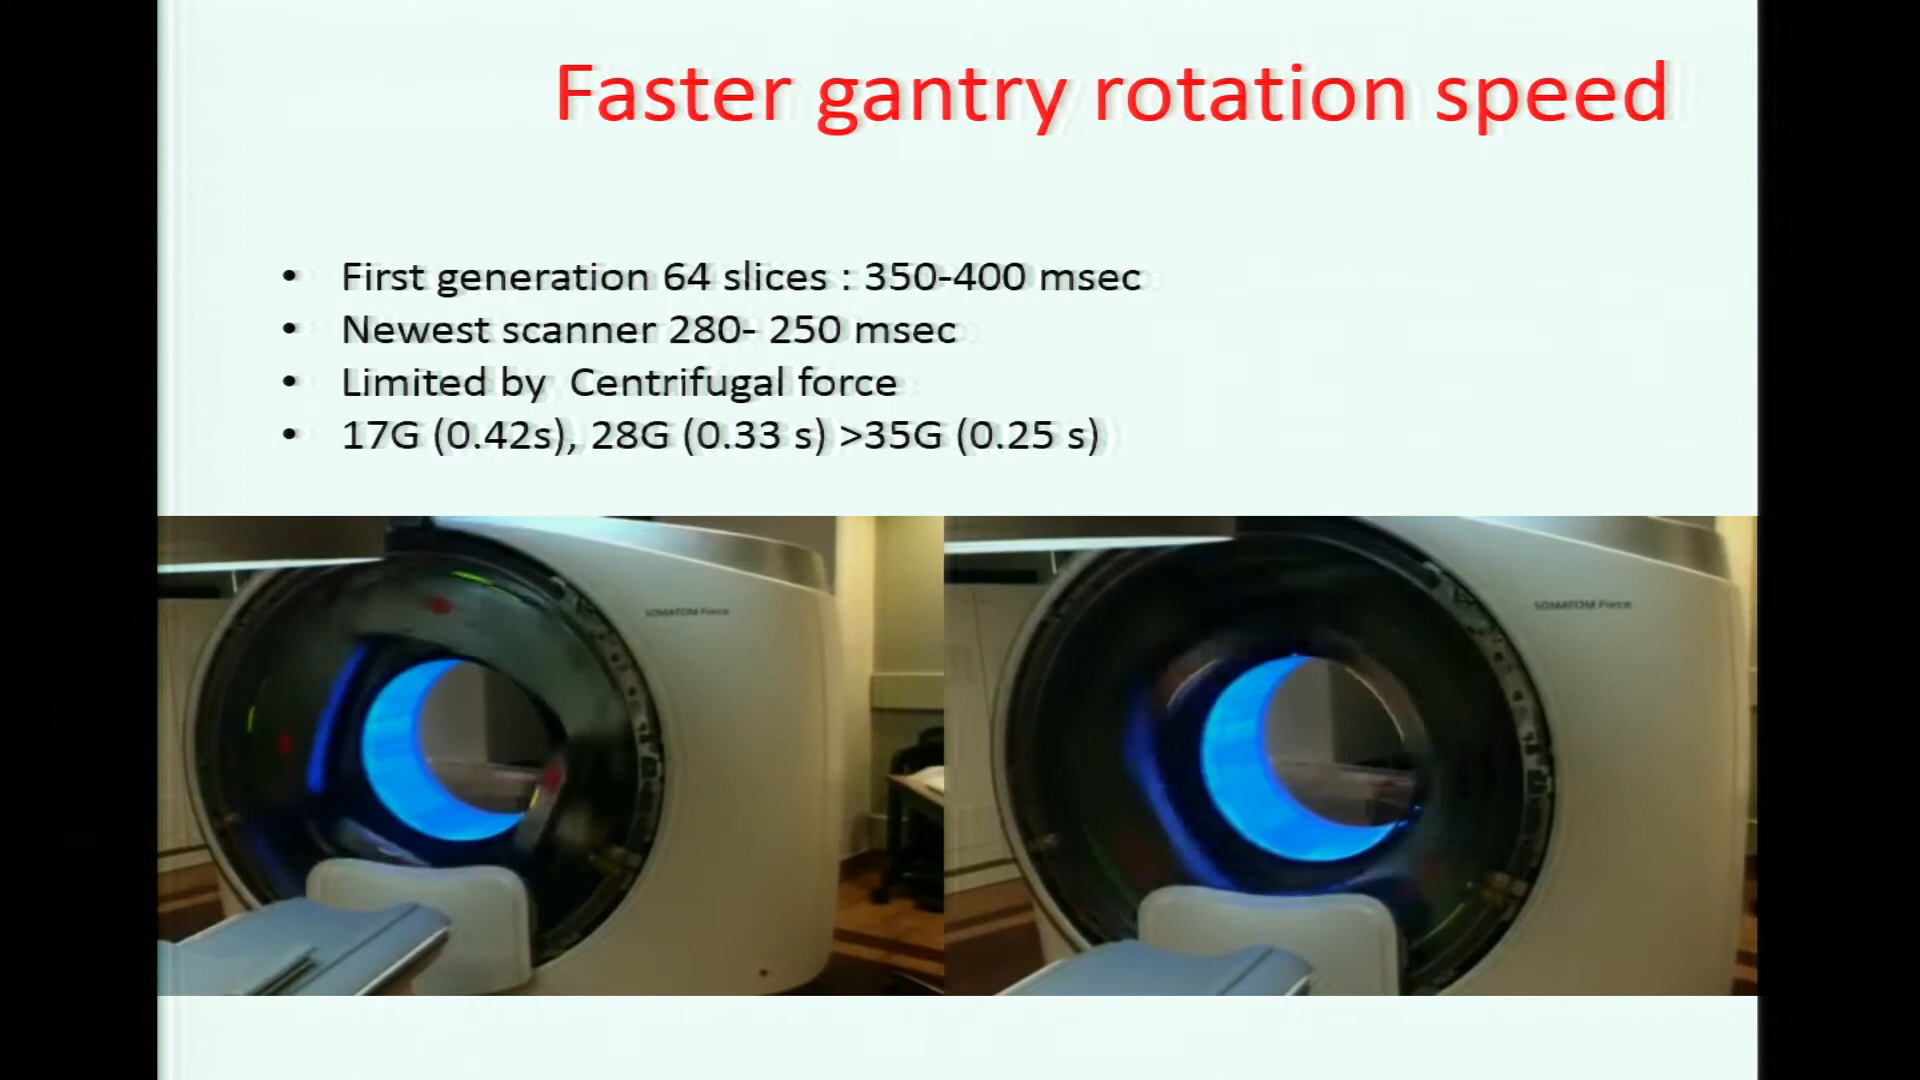 Faster gantry rotation speed
• First generation 64 slices : 350-400 msec
• Newest scanner 280- 250 msec
• Limited by Centrifugal force
• 17G (0.42s), 28G (0.33 s) >35G (0.25 s)
SOMATOM Force
SOMATOM Force